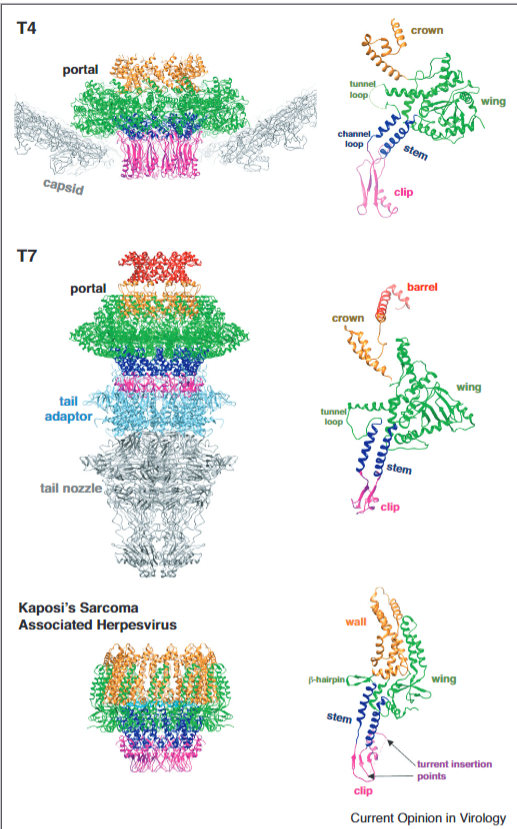 T4
crown
portal
tunnel
loop
wing
channel
loop
stem
capsid
clip
T7
portal
barrel
crown
wing
tail
adaptor
tunnel
loop
stem
tail nozzle
clip
Kaposi's Sarcoma
Associated Herpesvirus
wall
β-hairpin
wing
stem
turrent insertion
points
clip
Current Opinion in Virology